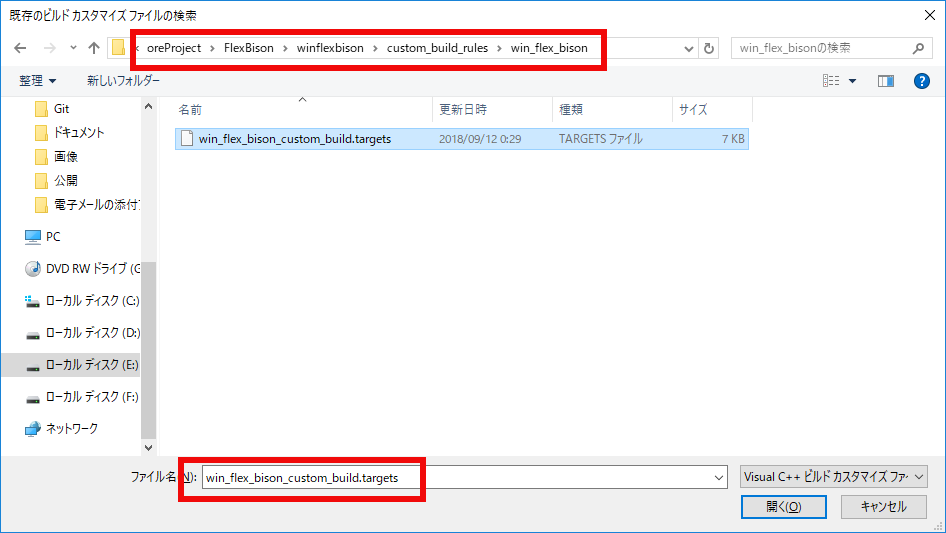 既存のビルド カスタマイズ ファイルの検索
oreProject > FlexBison > winflexbison > custom_build_rules > win_flex_bison
win_flex_bisonの検索
整理 新しいフォルダー
名前 更新日時 種類 サイズ
win_flex_bison_custom_build.targets 2018/09/12 0:29 TARGETS ファイル 7 KB
Git
ドキュメント
画像
公開
電子メールの添付
PC
DVD RW ドライブ (G
ローカル ディスク (C:)
ローカル ディスク (D:)
ローカル ディスク (E:)
ローカル ディスク (F:)
ネットワーク
ファイル名(N): win_flex_bison_custom_build.targets Visual C++ ビルド カスタマイズ ファ
開く(O) キャンセル